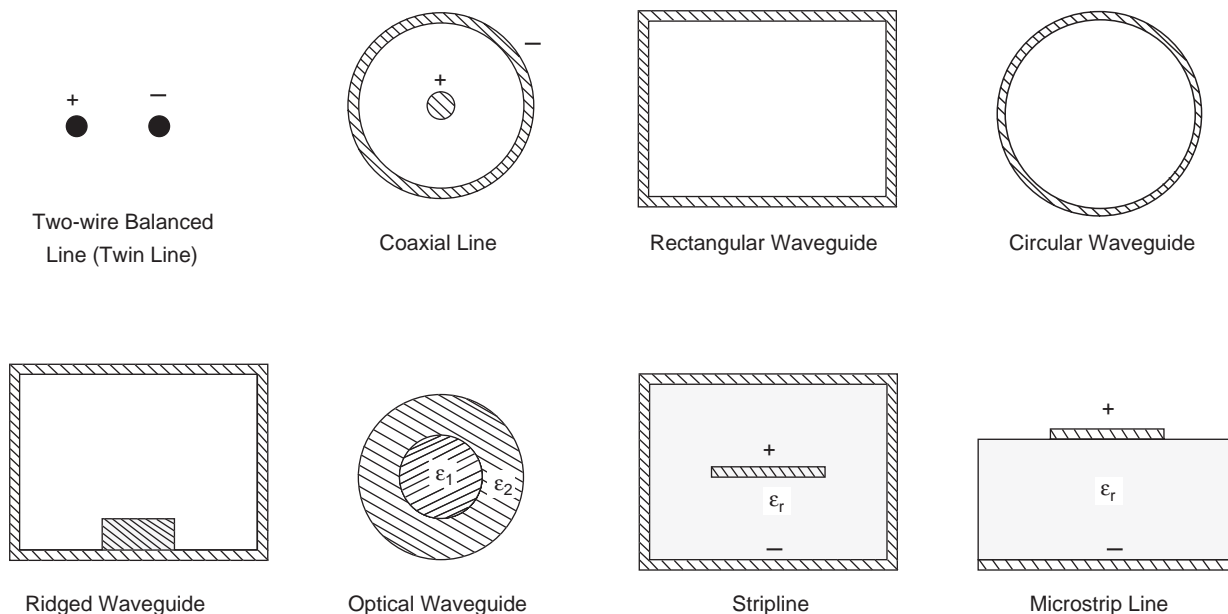 + –
Two-wire Balanced
Line (Twin Line)
+
–
Coaxial Line
Rectangular Waveguide
Circular Waveguide
Ridged Waveguide
ε1
ε2
Optical Waveguide
+
εr
–
Stripline
+
εr
–
Microstrip Line